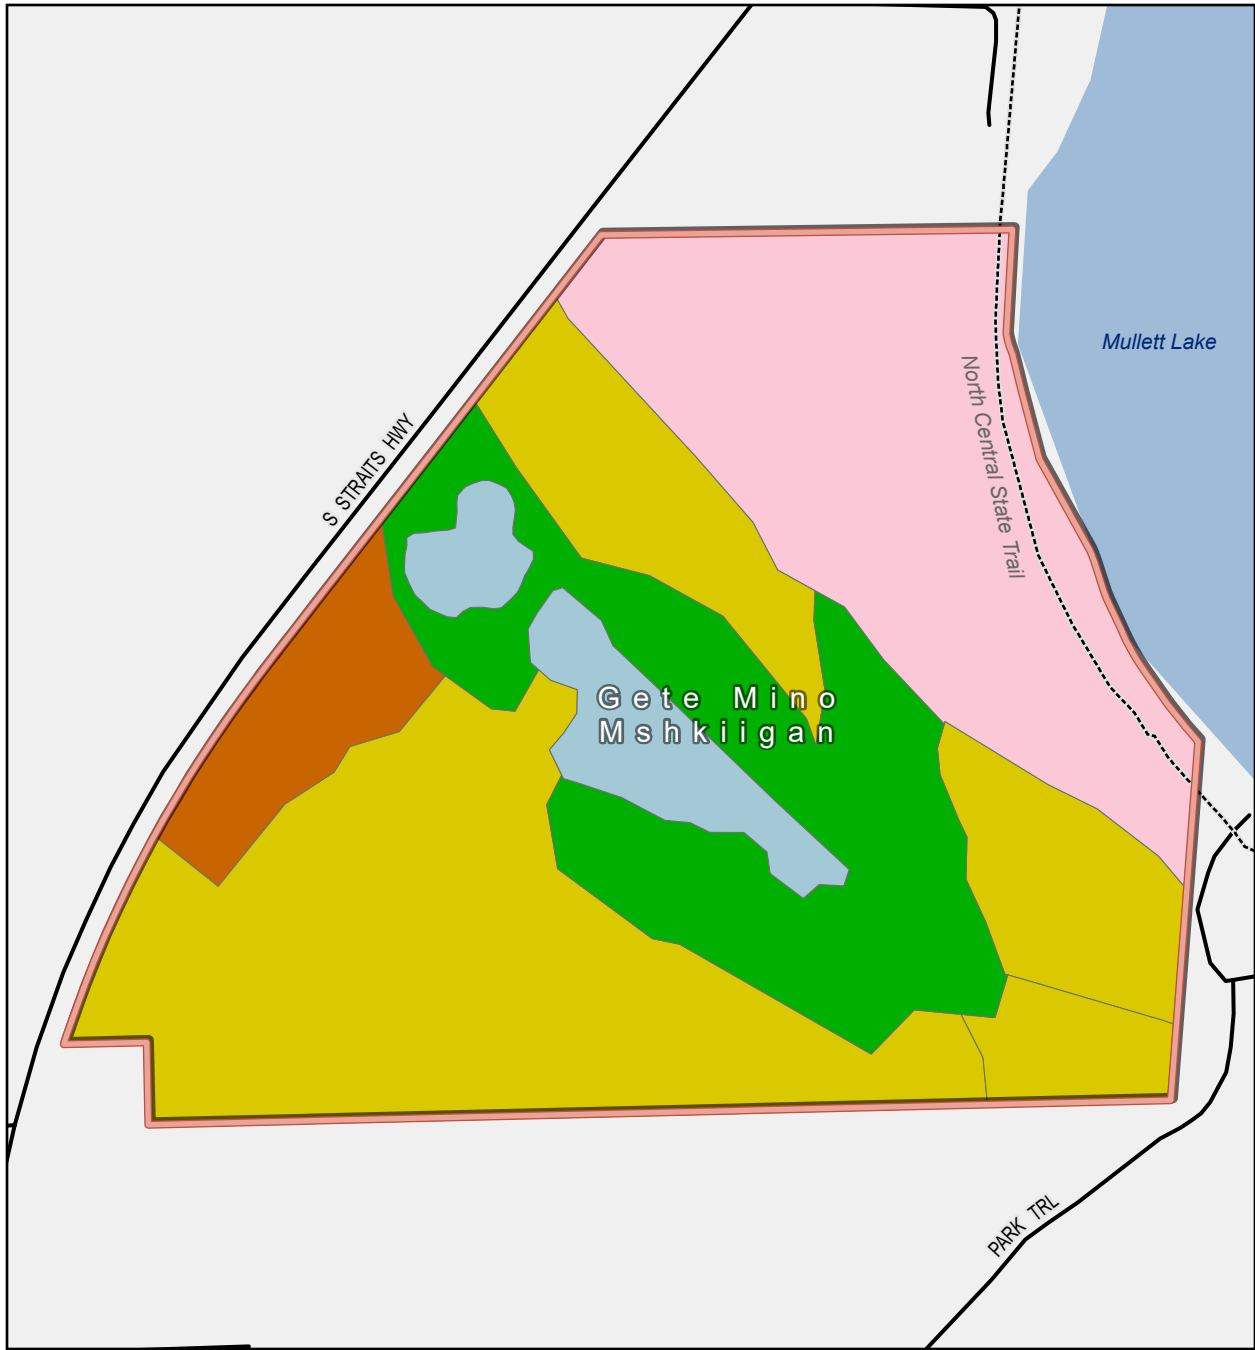 Mullett Lake
North Central State Trail
S STRAITS HWY
Gete Mino
Mshkiigan
PARK TRL